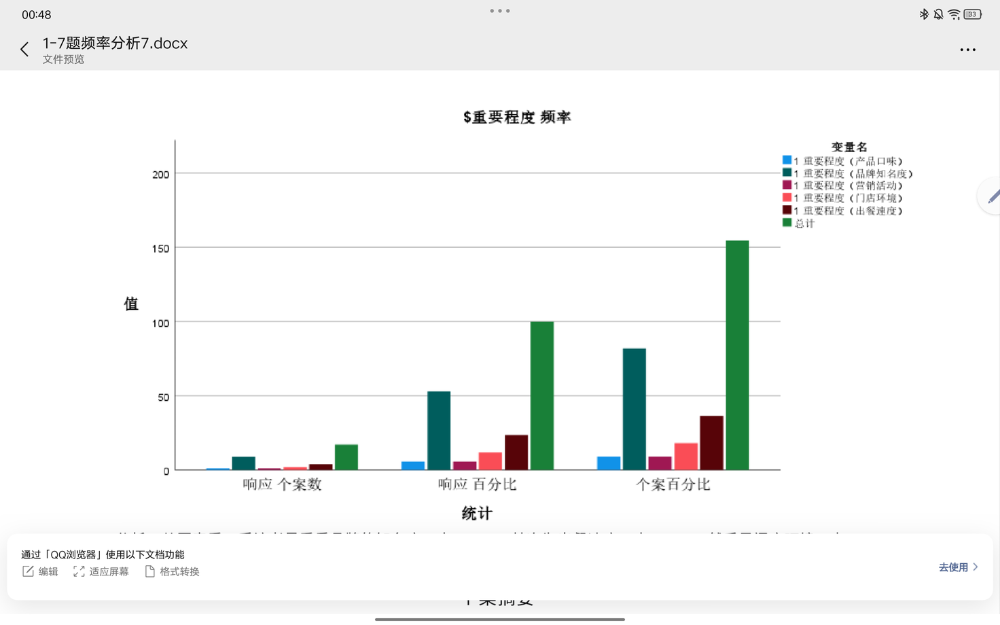 00:48
33
1-7题频率分析7.docx
文件预览
$重要程度 频率
变量名
1 重要程度（产品口味）
1 重要程度（品牌知名度）
1 重要程度（营销活动）
1 重要程度（门店环境）
1 重要程度（出餐速度）
总计
200
150
值
100
50
0
响应 个案数
响应 百分比
个案百分比
统计
通过「QQ浏览器」使用以下文档功能
编辑
适应屏幕
格式转换
去使用
个案摘要